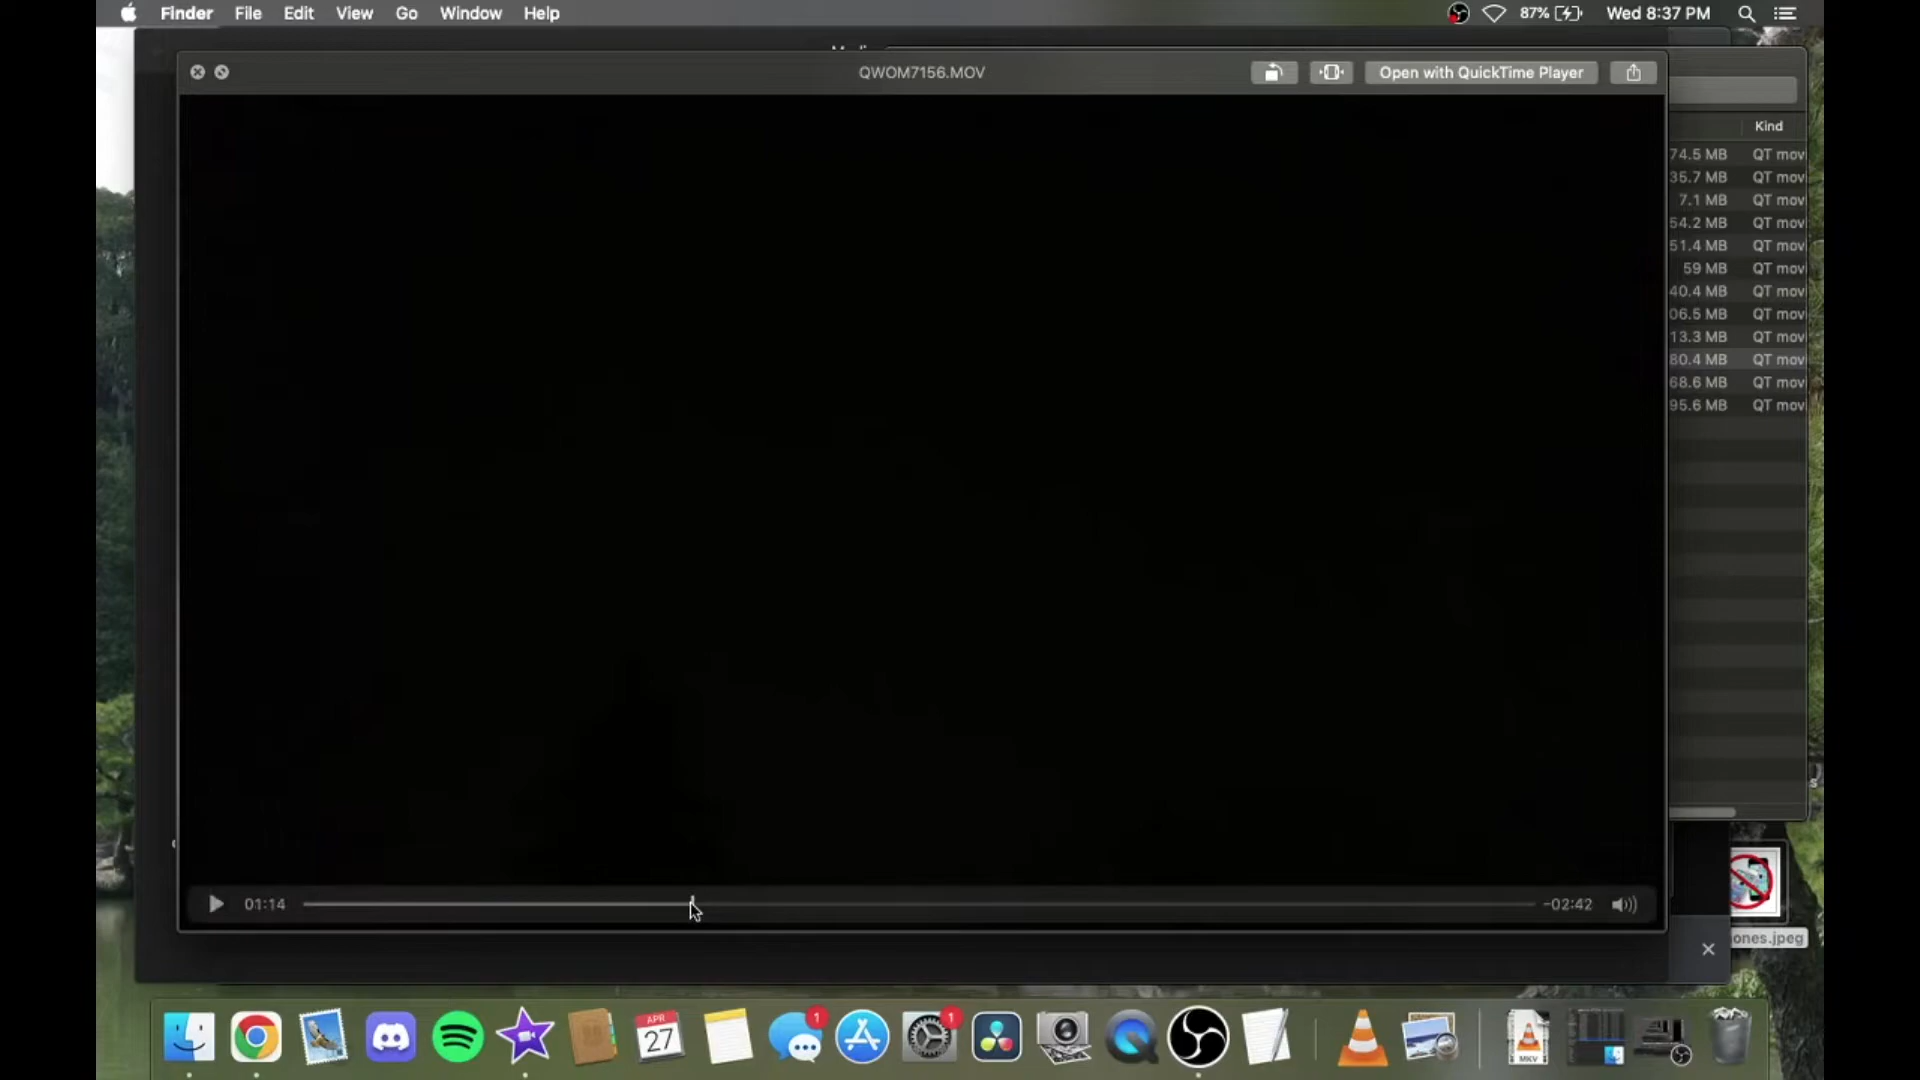 Finder File Edit View Go Window Help 87% Wed 8:37 PM
QWOM7156.MOV Open with QuickTime Player
Kind
74.5 MB QT mov
35.7 MB QT mov
7.1 MB QT mov
54.2 MB QT mov
51.4 MB QT mov
59 MB QT mov
40.4 MB QT mov
06.5 MB QT mov
13.3 MB QT mov
80.4 MB QT mov
68.6 MB QT mov
95.6 MB QT mov
01:14 -02:42
ones.jpeg
APR
27
1
1
MKV